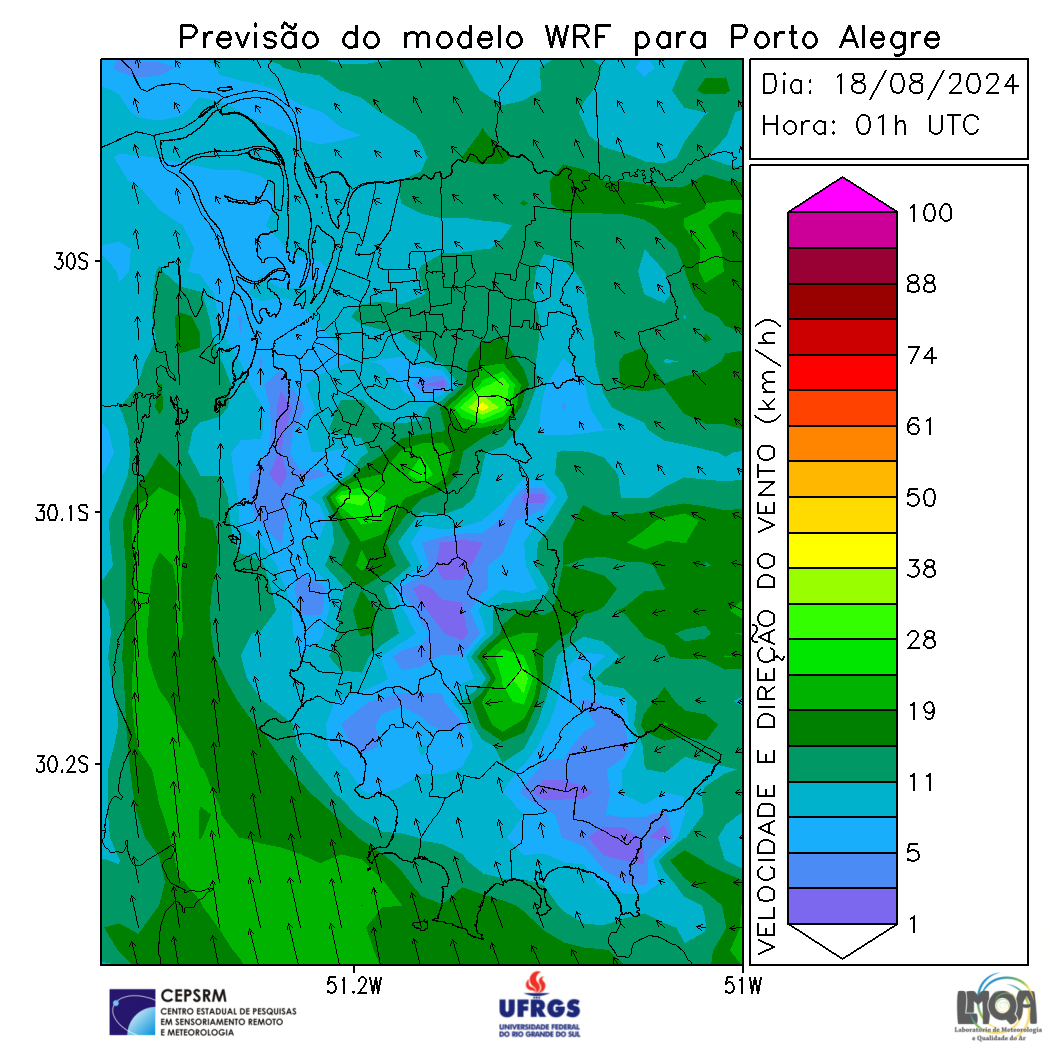 Previsão do modelo WRF para Porto Alegre
Dia: 18/08/2024
Hora: 01h UTC
30S
30.1S
30.2S
51.2W
51W
VELOCIDADE E DIREÇÃO DO VENTO (km/h)
100
88
74
61
50
38
28
19
11
5
1
CEPSRM
CENTRO ESTADUAL DE PESQUISAS
EM SENSORIAMENTO REMOTO
E METEOROLOGIA
UFRGS
UNIVERSIDADE FEDERAL
DO RIO GRANDE DO SUL
LMQA
Laboratório de Meteorologia
e Qualidade do Ar